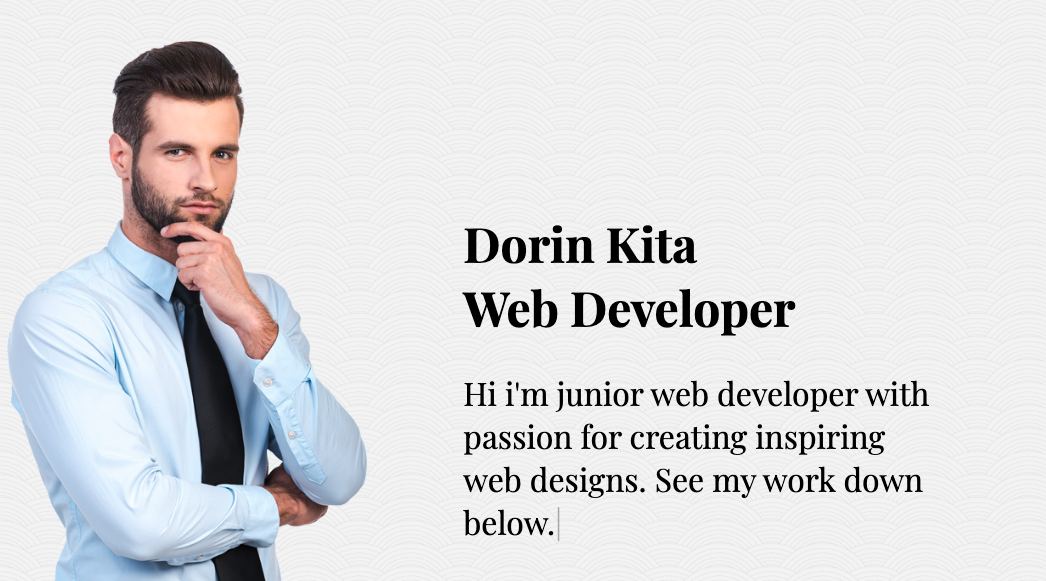 Dorin Kita
Web Developer
Hi i'm junior web developer with
passion for creating inspiring
web designs. See my work down
below.